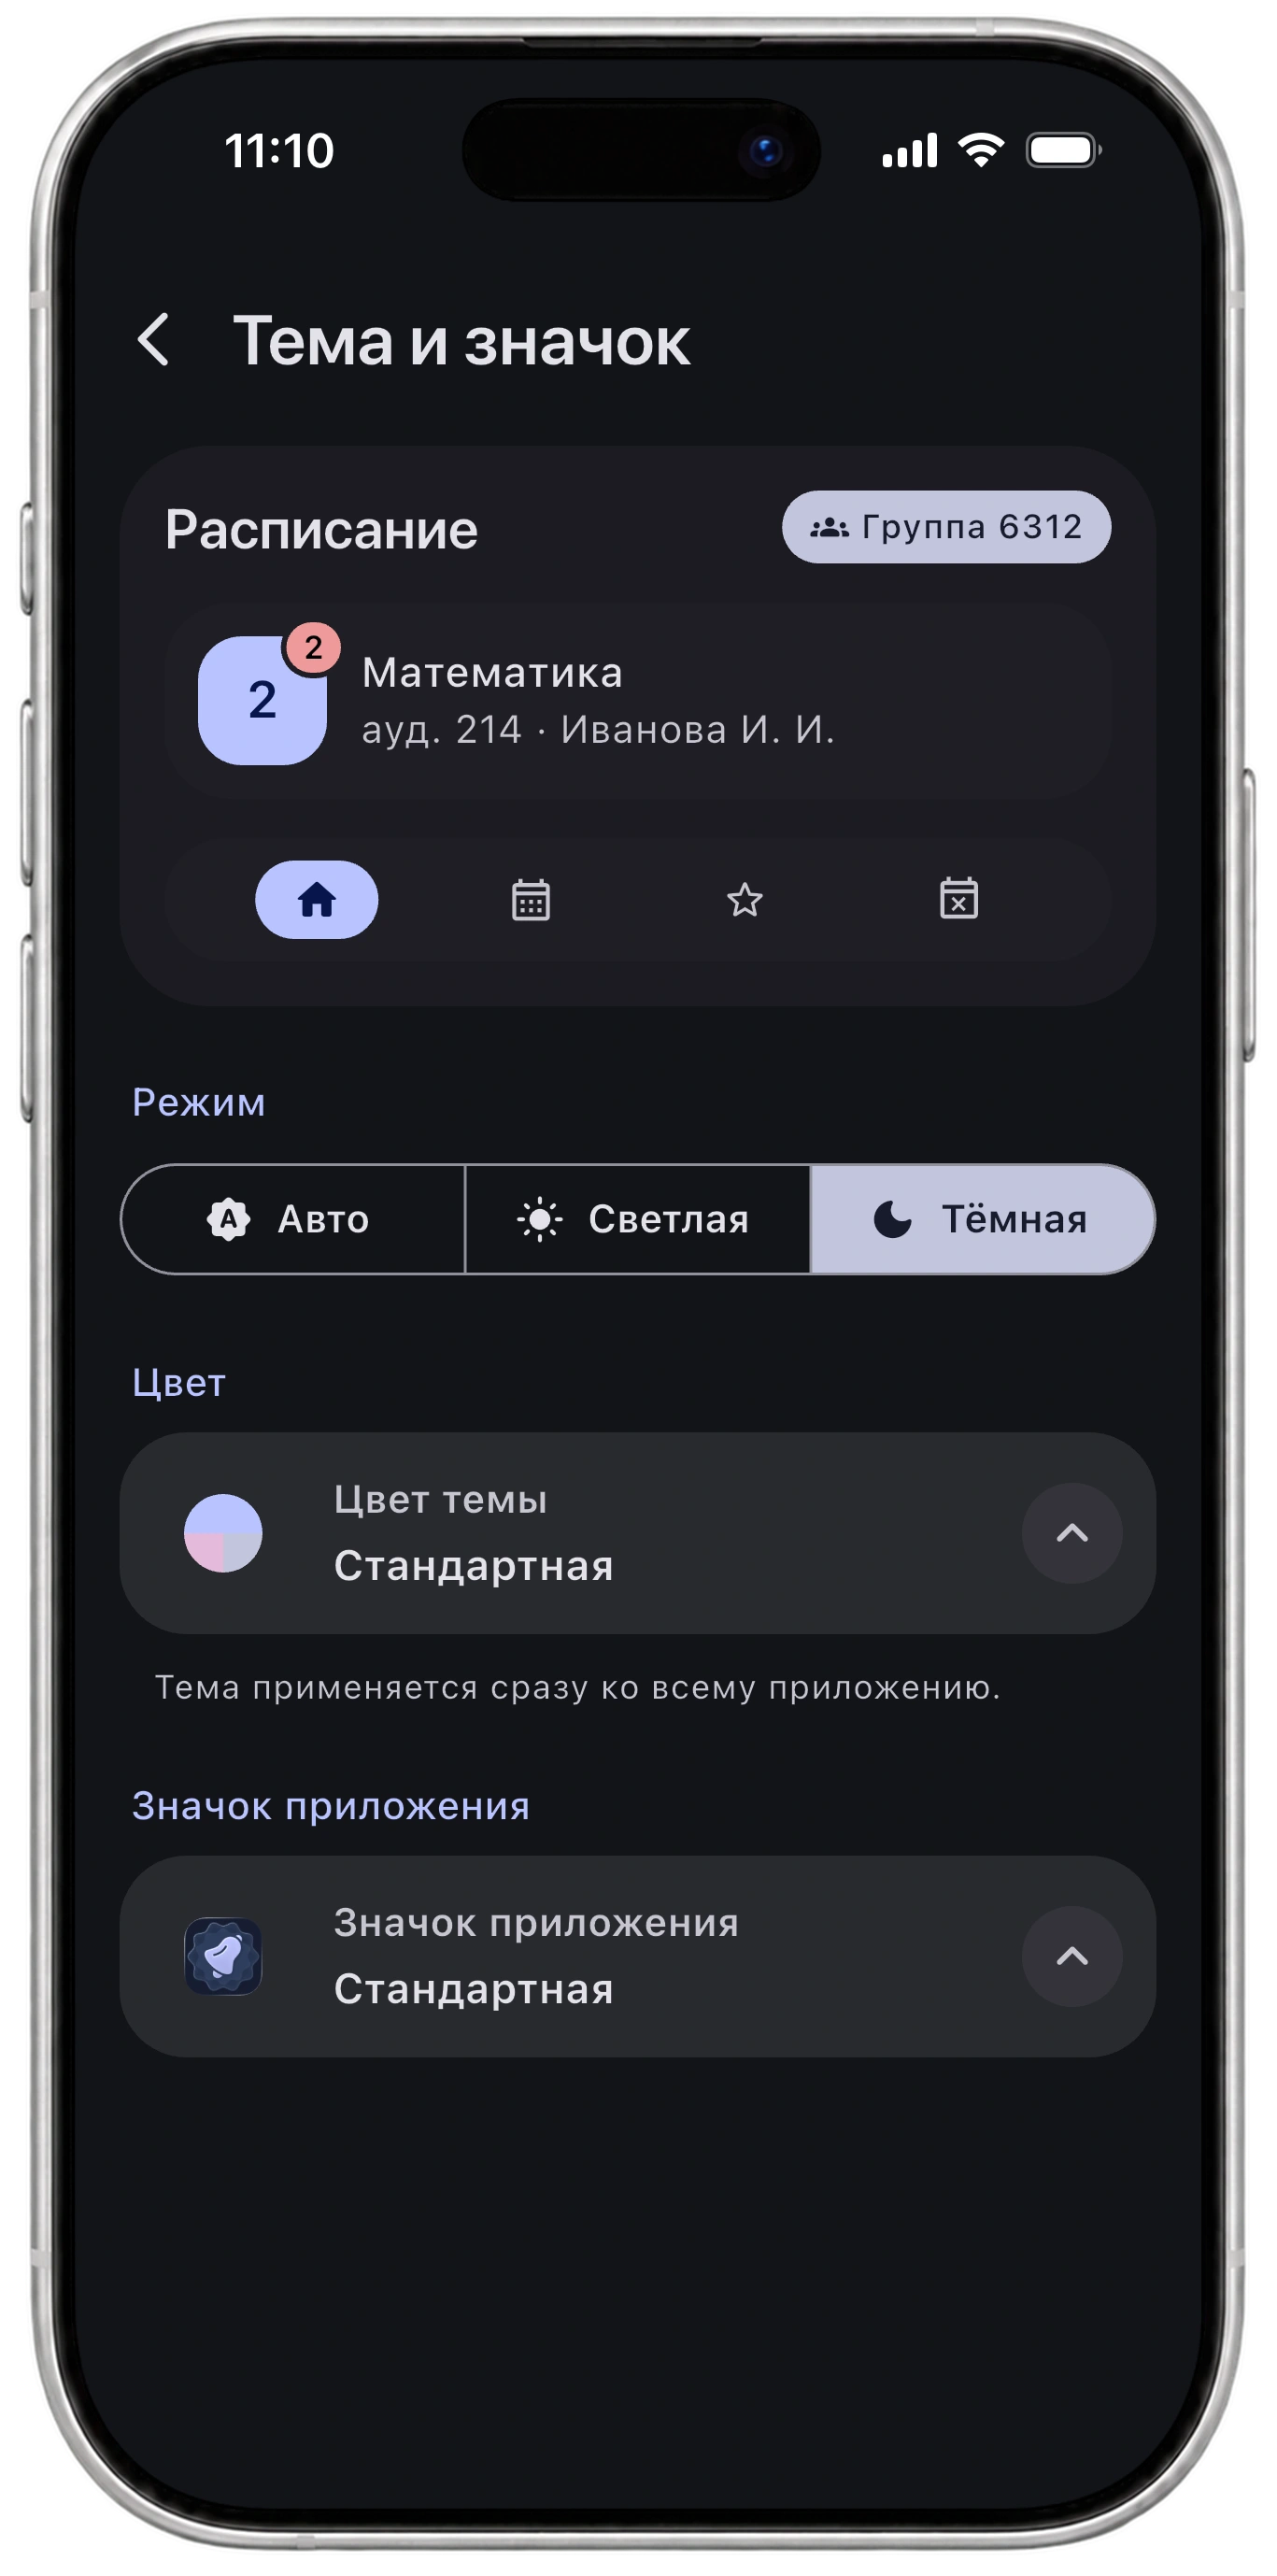 11:10
Тема и значок
Расписание
Группа 6312
2
2
Математика
ауд. 214 · Иванова И. И.
Режим
A Авто
Светлая
Тёмная
Цвет
Цвет темы
Стандартная
Тема применяется сразу ко всему приложению.
Значок приложения
Значок приложения
Стандартная